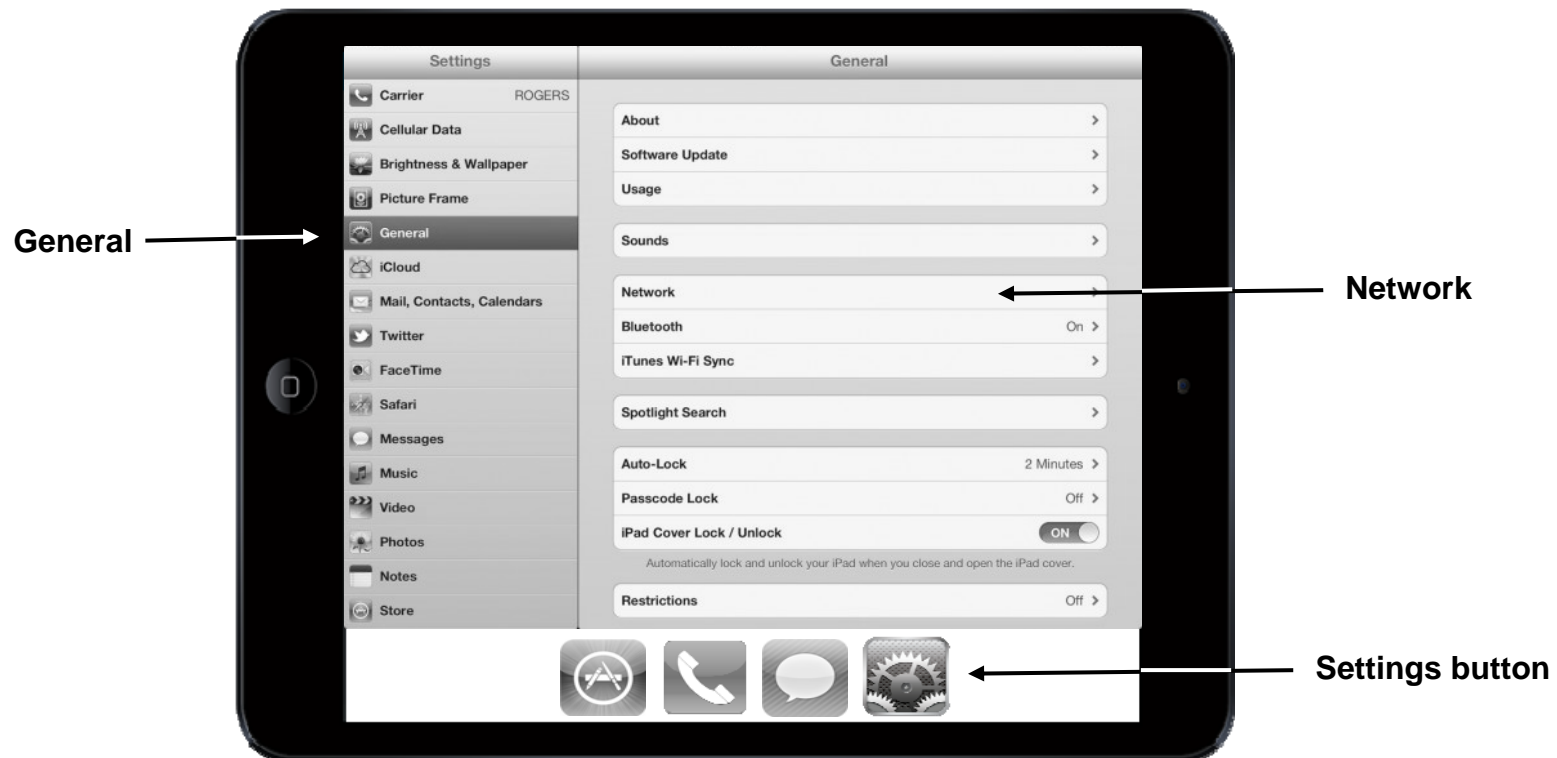 Settings
General
Carrier ROGERS
Cellular Data
Brightness & Wallpaper
Picture Frame
General
iCloud
Mail, Contacts, Calendars
Twitter
FaceTime
Safari
Messages
Music
Video
Photos
Notes
Store
About
Software Update
Usage
Sounds
Network
Bluetooth On
iTunes Wi-Fi Sync
Spotlight Search
Auto-Lock 2 Minutes
Passcode Lock Off
iPad Cover Lock / Unlock ON
Automatically lock and unlock your iPad when you close and open the iPad cover.
Restrictions Off
General
Network
Settings button